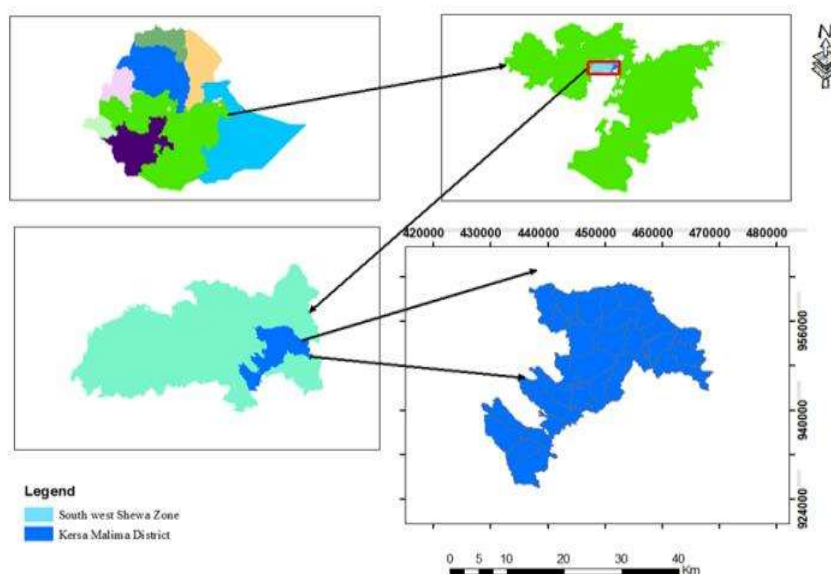 N
420000 430000 440000 450000 460000 470000 480000
956000
940000
924000
Legend
South west Shewa Zone
Kersa Malima District
0 5 10 20 30 40
Km